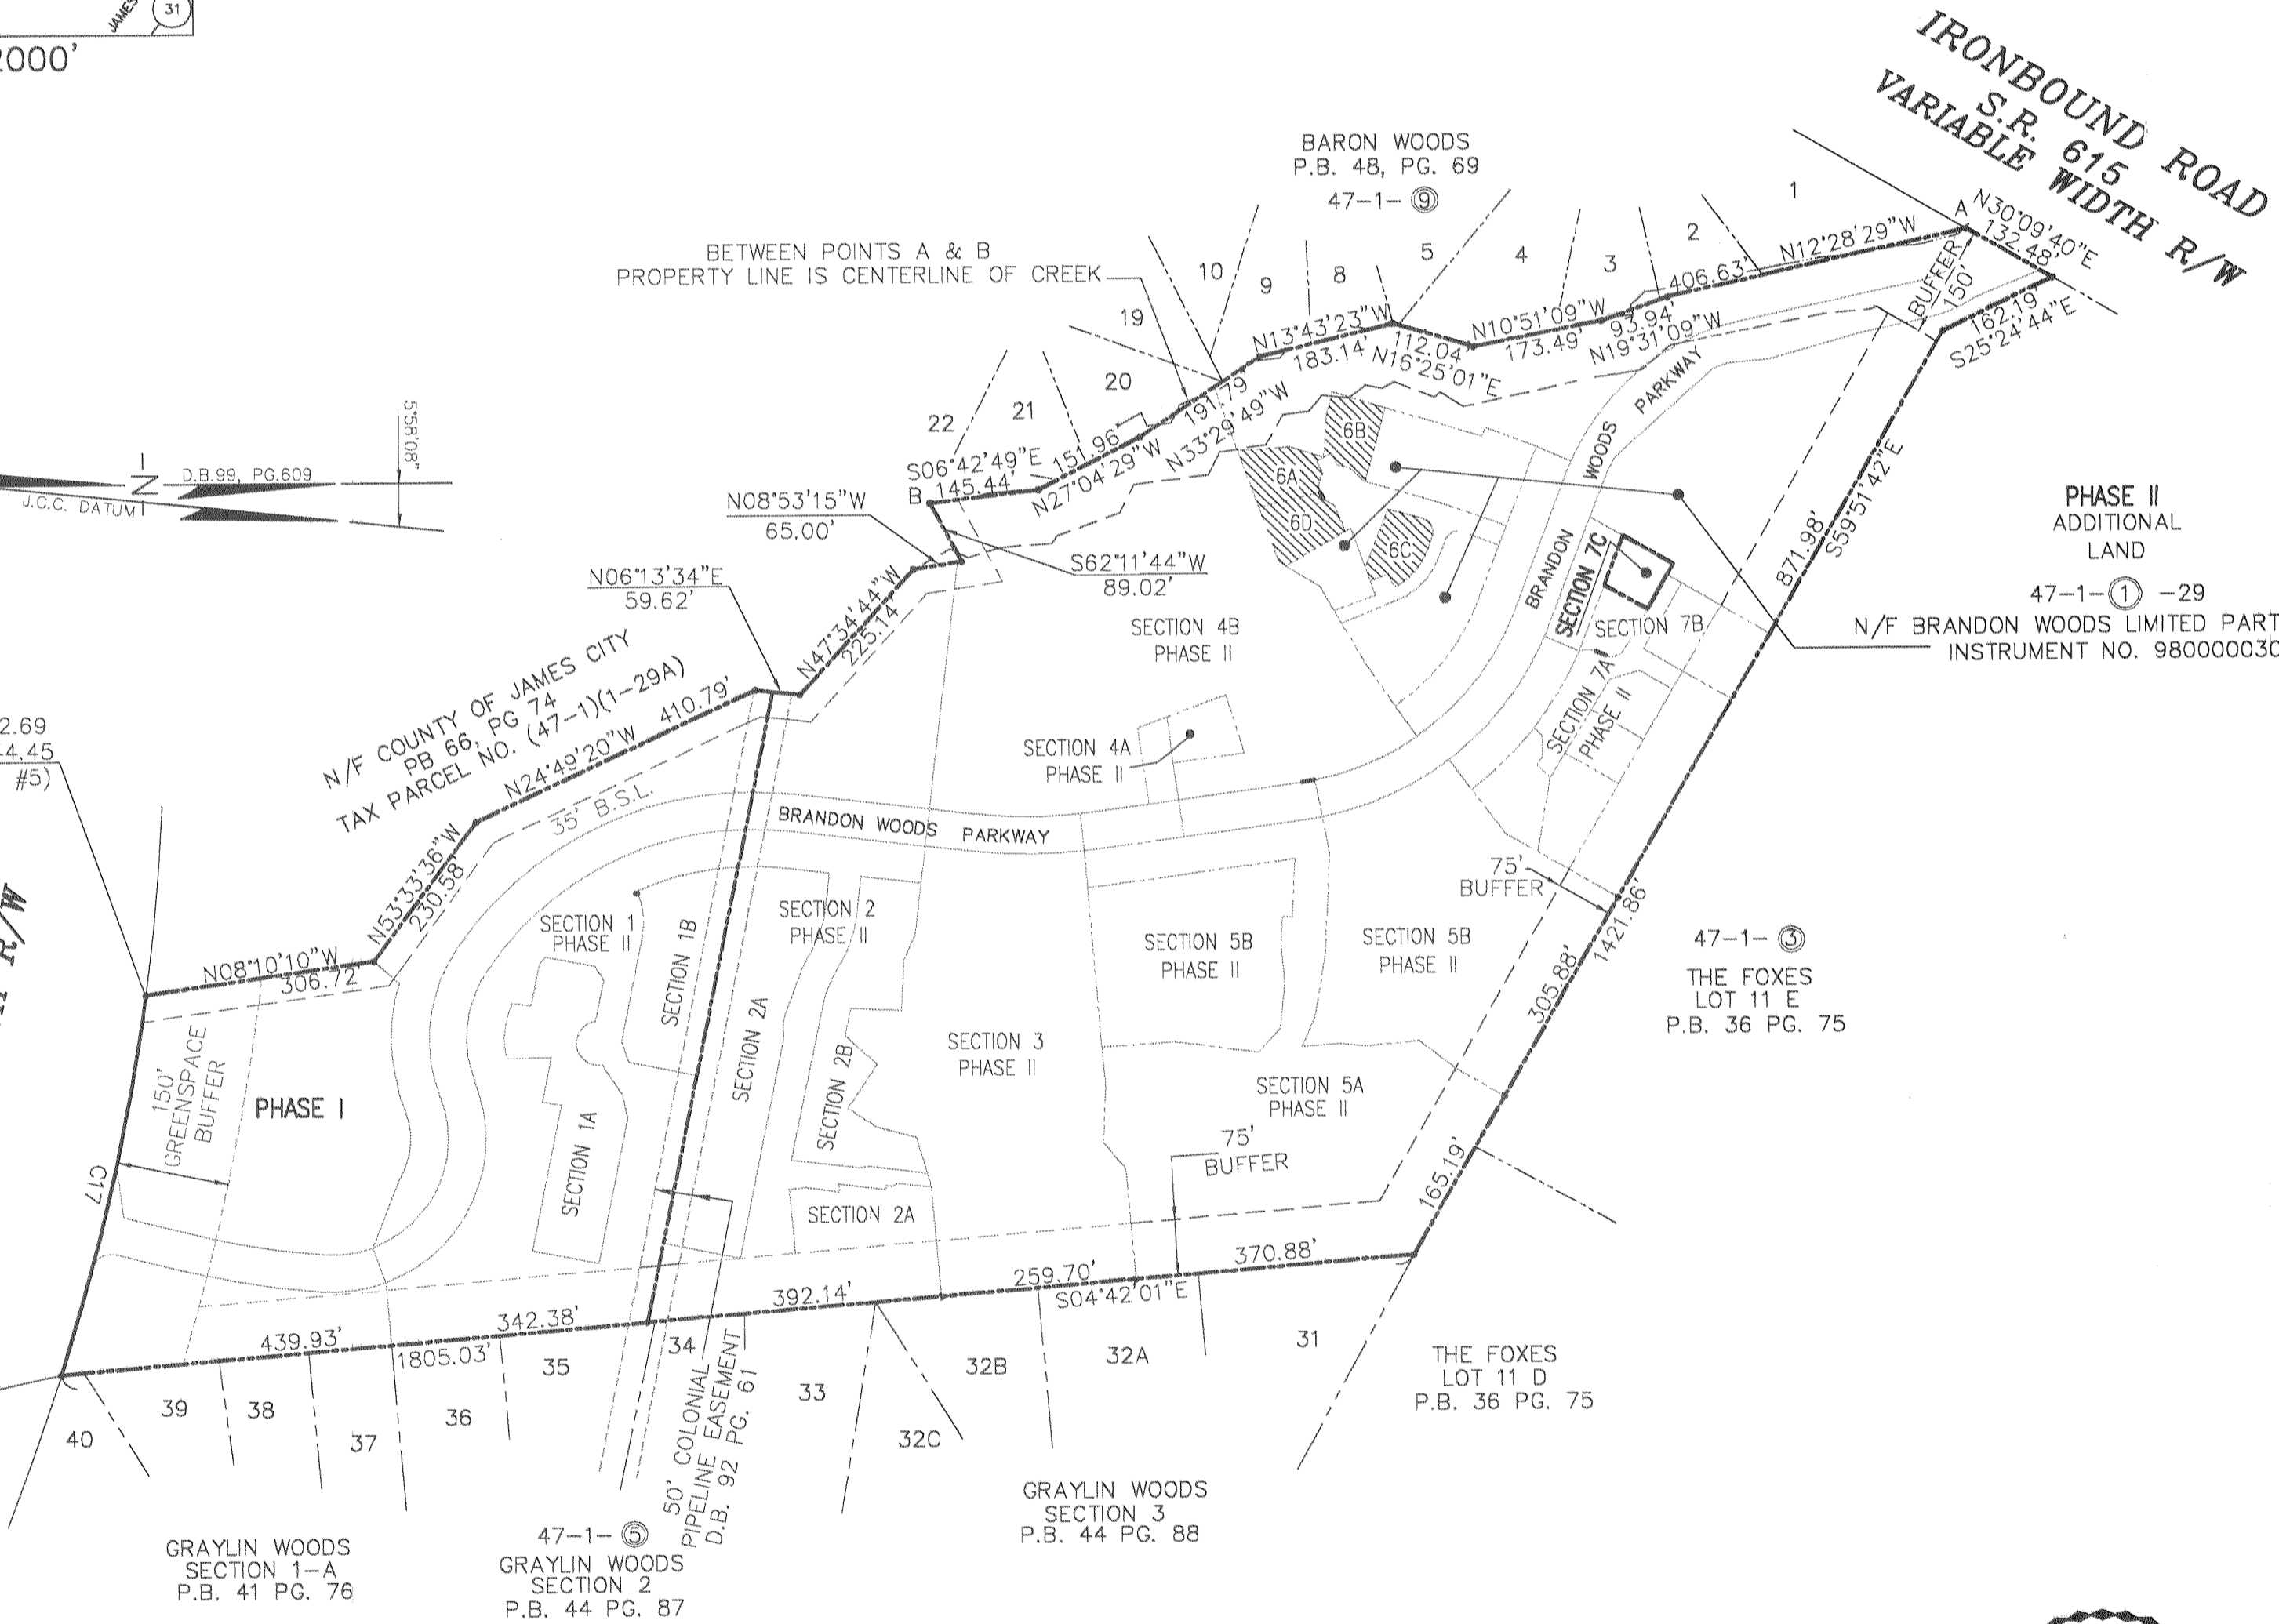 JAMES
31
2000'
IRONBOUND ROAD
S.R. 615
VARIABLE WIDTH R/W
BARON WOODS
P.B. 48, PG. 69
47-1- 9
BETWEEN POINTS A & B
PROPERTY LINE IS CENTERLINE OF CREEK
1
2
3
4
5
8
9
10
19
20
21
22
A
N30°09'40"E
132.48'
BUFFER
150'
162.19'
S25°24'44"E
N12°28'29"W
406.63'
93.94'
N19°31'09"W
N10°51'09"W
173.49'
112.04'
N16°25'01"E
N13°43'23"W
183.14'
191.79'
N33°29'49"W
151.96
N27°04'29"W
S06°42'49"E
145.44'
B
N08°53'15"W
65.00'
S62°11'44"W
89.02'
N06°13'34"E
59.62'
N47°34'44"W
225.14'
5°58'08"
N
D.B.99, PG.609
J.C.C. DATUM
N/F COUNTY OF JAMES CITY
PB 66, PG 74
TAX PARCEL NO. (47-1)(1-29A)
N24°49'20"W 410.79'
35' B.S.L.
N53°33'36"W
230.58'
N08°10'10"W
306.72'
2.69
4.45
#5)
R/W
C17
150'
GREENSPACE
BUFFER
PHASE I
6A
6B
6C
6D
BRANDON WOODS PARKWAY
SECTION 7C
SECTION 7B
SECTION 7A
PHASE II
871.98'
S59°51'42"E
PHASE II
ADDITIONAL
LAND
47-1- 1 -29
N/F BRANDON WOODS LIMITED PART
INSTRUMENT NO. 980000030
SECTION 4B
PHASE II
SECTION 4A
PHASE II
BRANDON WOODS PARKWAY
75'
BUFFER
1421.86'
305.88'
165.19'
47-1- 3
THE FOXES
LOT 11 E
P.B. 36 PG. 75
SECTION 1
PHASE II
SECTION 1B
SECTION 1A
SECTION 2
PHASE II
SECTION 2A
SECTION 2B
SECTION 2A
SECTION 3
PHASE II
SECTION 5B
PHASE II
SECTION 5B
PHASE II
SECTION 5A
PHASE II
75'
BUFFER
370.88'
259.70'
S04°42'01"E
392.14'
342.38'
439.93'
1805.03'
40
39
38
37
36
35
34
33
32C
32B
32A
31
50' COLONIAL
PIPELINE EASEMENT
D.B. 92 PG. 61
THE FOXES
LOT 11 D
P.B. 36 PG. 75
GRAYLIN WOODS
SECTION 3
P.B. 44 PG. 88
47-1- 5
GRAYLIN WOODS
SECTION 2
P.B. 44 PG. 87
GRAYLIN WOODS
SECTION 1-A
P.B. 41 PG. 76